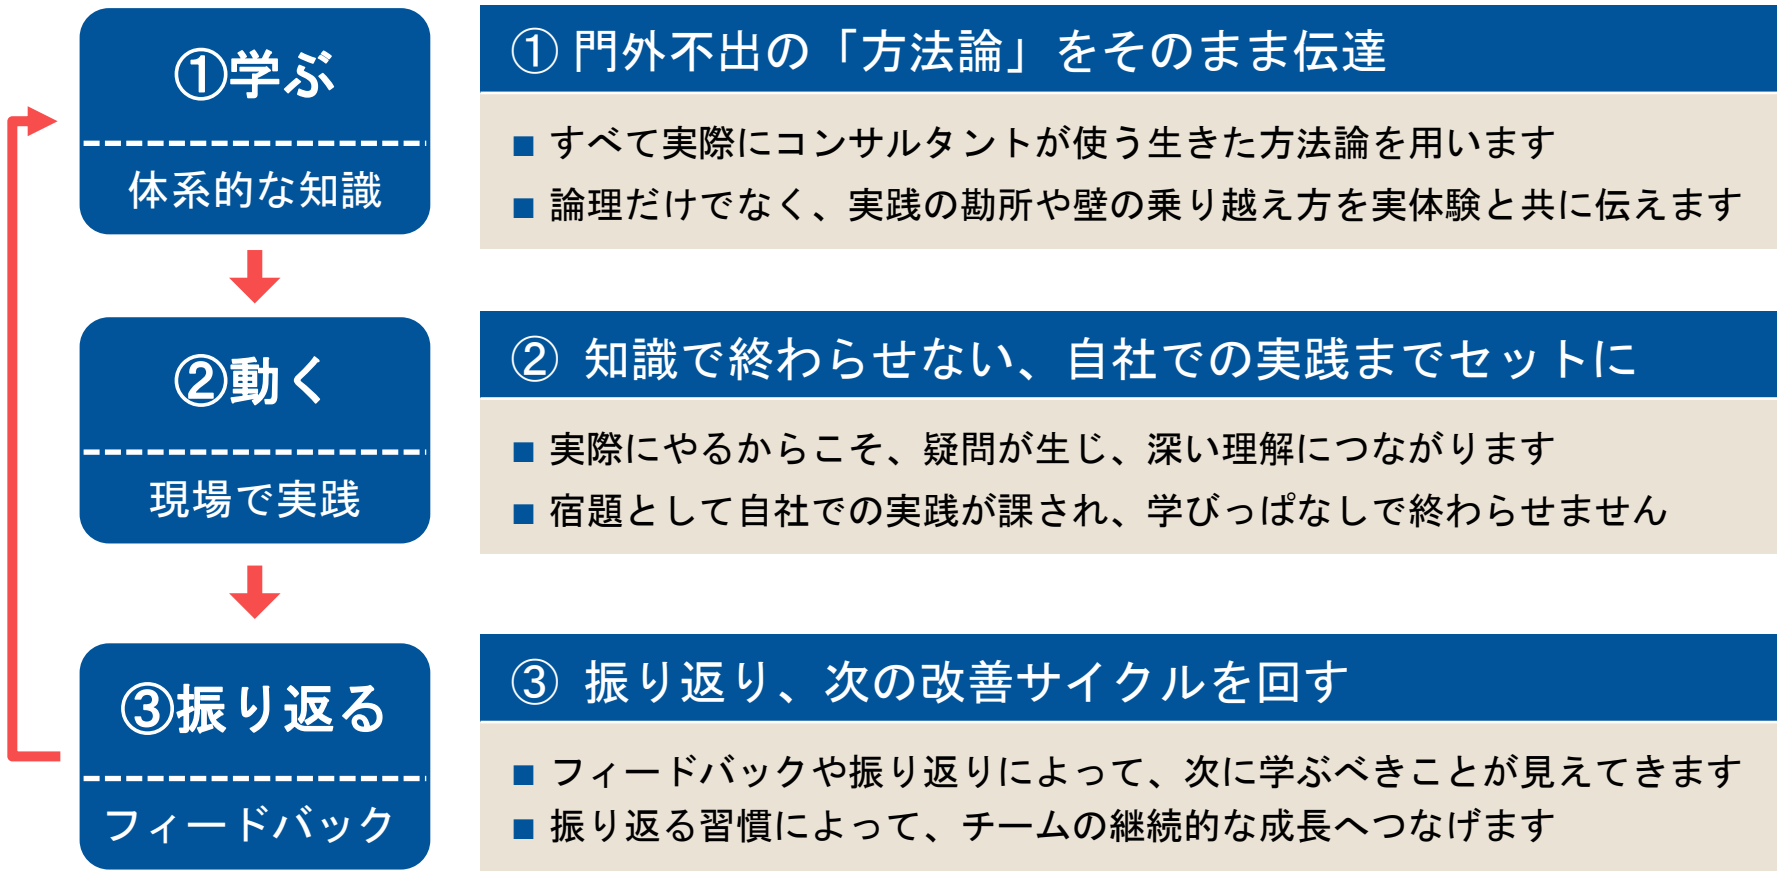 ①学ぶ
体系的な知識
① 門外不出の「方法論」をそのまま伝達
■ すべて実際にコンサルタントが使う生きた方法論を用います
■ 論理だけでなく、実践の勘所や壁の乗り越え方を実体験と共に伝えます
②動く
現場で実践
② 知識で終わらせない、自社での実践までセットに
■ 実際にやるからこそ、疑問が生じ、深い理解につながります
■ 宿題として自社での実践が課され、学びっぱなしで終わらせません
③振り返る
フィードバック
③ 振り返り、次の改善サイクルを回す
■ フィードバックや振り返りによって、次に学ぶべきことが見えてきます
■ 振り返る習慣によって、チームの継続的な成長へつなげます